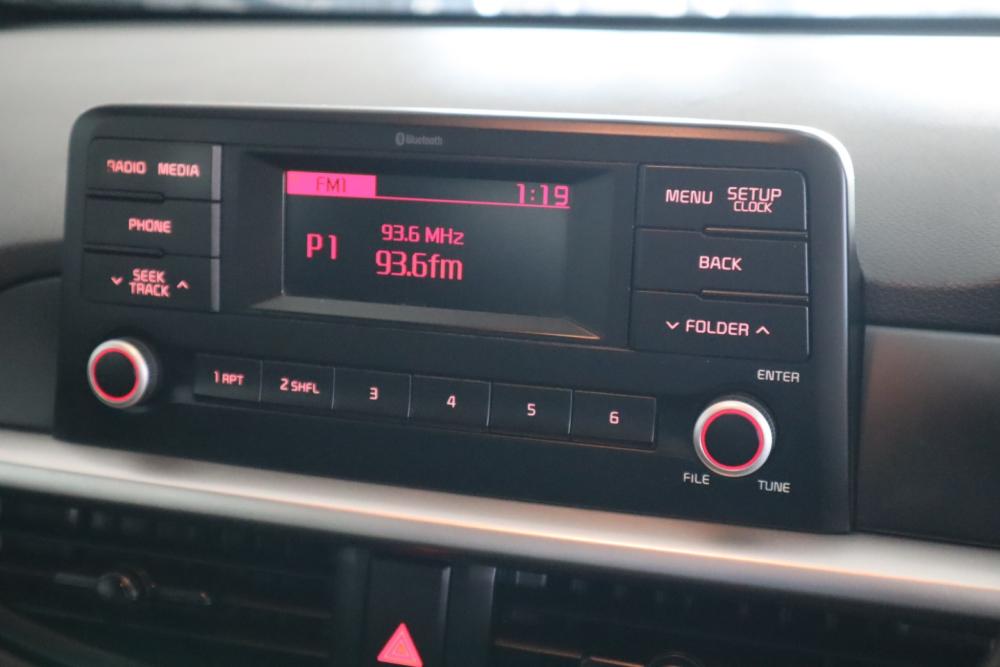 Bluetooth
RADIO MEDIA
PHONE
SEEK
TRACK
FM1 1:19
P1 93.6 MHz
93.6fm
MENU SETUP
CLOCK
BACK
FOLDER
1 RPT 2 SHFL 3 4 5 6
ENTER
FILE TUNE